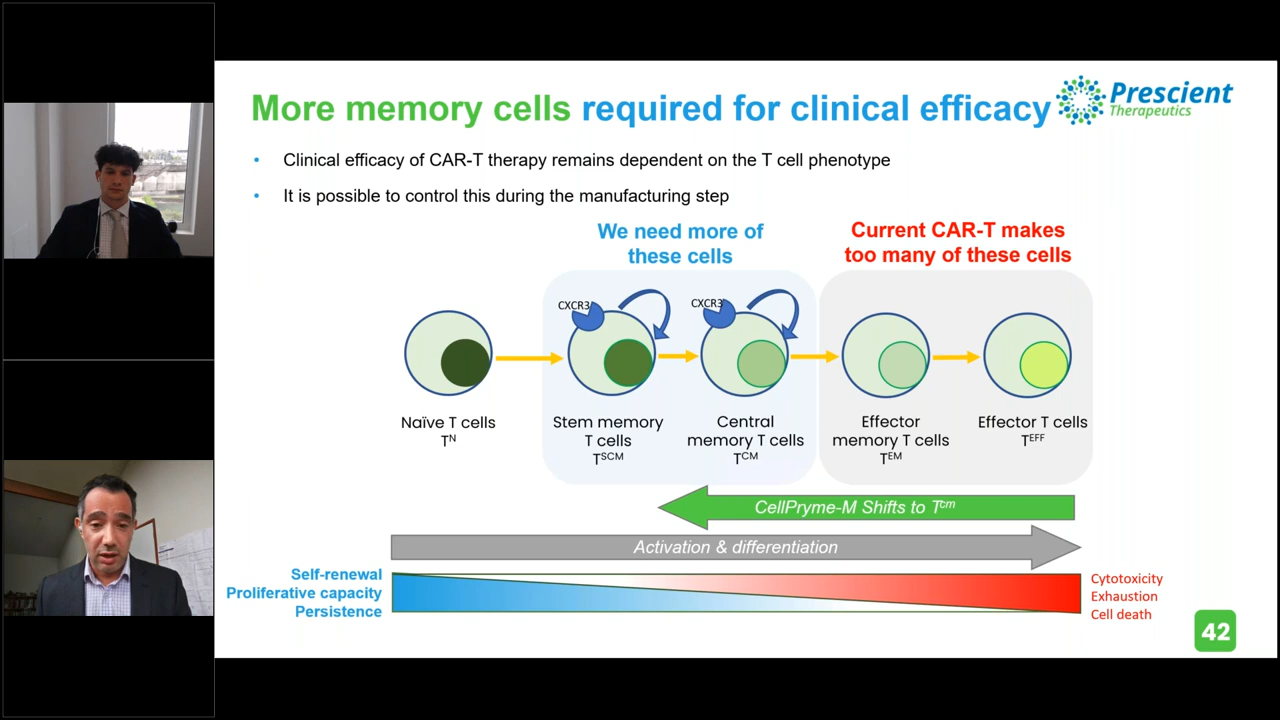 More memory cells required for clinical efficacy
Prescient
Therapeutics
• Clinical efficacy of CAR-T therapy remains dependent on the T cell phenotype
• It is possible to control this during the manufacturing step
We need more of
these cells
Current CAR-T makes
too many of these cells
CXCR3
CXCR3
Naïve T cells
Tᴺ
Stem memory
T cells
Tˢᶜᴹ
Central
memory T cells
Tᶜᴹ
Effector
memory T cells
Tᴱᴹ
Effector T cells
Tᴱᶠᶠ
CellPryme-M Shifts to Tᶜᵐ
Activation & differentiation
Self-renewal
Proliferative capacity
Persistence
Cytotoxicity
Exhaustion
Cell death
42